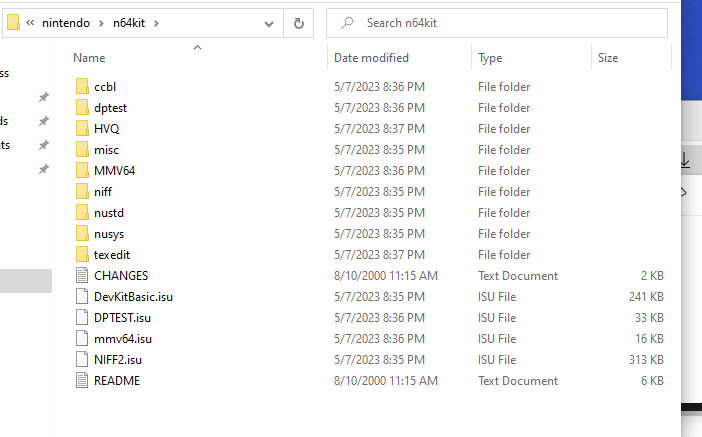 « nintendo › n64kit › Search n64kit
Name Date modified Type Size
ss
ds
ts
ccbl 5/7/2023 8:36 PM File folder
dptest 5/7/2023 8:36 PM File folder
HVQ 5/7/2023 8:37 PM File folder
misc 5/7/2023 8:35 PM File folder
MMV64 5/7/2023 8:36 PM File folder
niff 5/7/2023 8:35 PM File folder
nustd 5/7/2023 8:35 PM File folder
nusys 5/7/2023 8:35 PM File folder
texedit 5/7/2023 8:37 PM File folder
CHANGES 8/10/2000 11:15 AM Text Document 2 KB
DevKitBasic.isu 5/7/2023 8:35 PM ISU File 241 KB
DPTEST.isu 5/7/2023 8:36 PM ISU File 33 KB
mmv64.isu 5/7/2023 8:36 PM ISU File 16 KB
NIFF2.isu 5/7/2023 8:35 PM ISU File 313 KB
README 8/10/2000 11:15 AM Text Document 6 KB